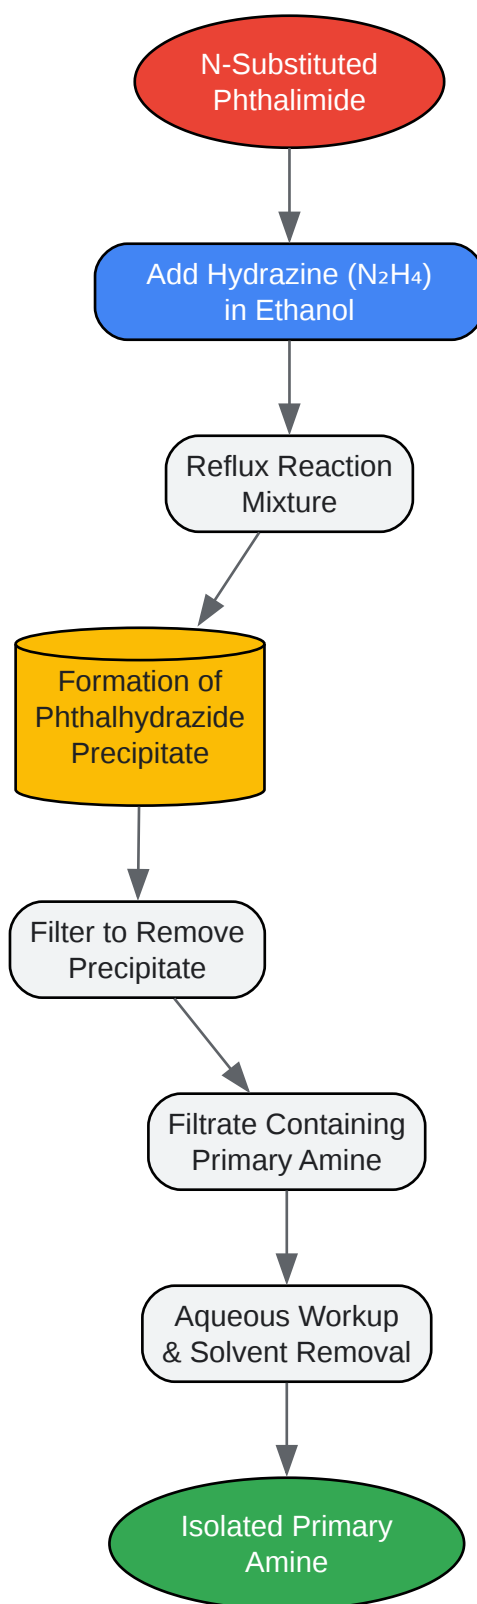 N-Substituted
Phthalimide
Add Hydrazine (N₂H₄)
in Ethanol
Reflux Reaction
Mixture
Formation of
Phthalhydrazide
Precipitate
Filter to Remove
Precipitate
Filtrate Containing
Primary Amine
Aqueous Workup
& Solvent Removal
Isolated Primary
Amine